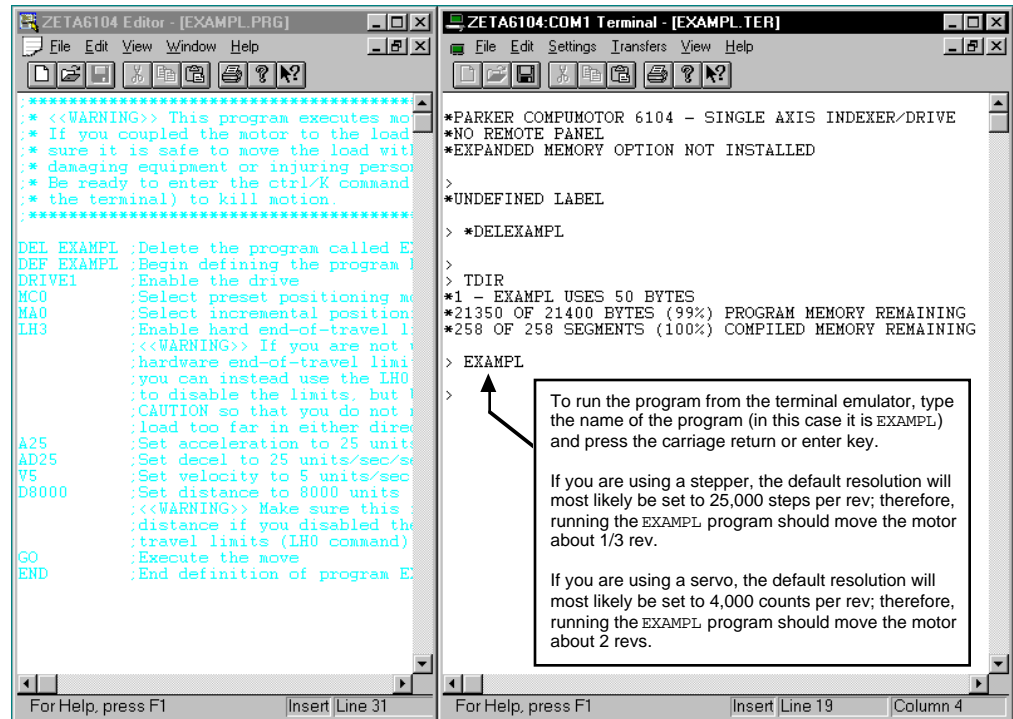 ZETA6104 Editor - [EXAMPL.PRG]
File Edit View Window Help
;*****************************************
;* <<WARNING>> This program executes mo
;* If you coupled the motor to the load
;* sure it is safe to move the load wit
;* damaging equipment or injuring person
;* Be ready to enter the ctrl/K command
;* the terminal) to kill motion.
;*****************************************
DEL EXAMPL ;Delete the program called E
DEF EXAMPL ;Begin defining the program
DRIVE1 ;Enable the drive
MC0 ;Select preset positioning mo
MA0 ;Select incremental position
LH3 ;Enable hard end-of-travel l
;<<WARNING>> If you are not
;hardware end-of-travel limi
;you can instead use the LH0
;to disable the limits, but
;CAUTION so that you do not
;load too far in either dire
A25 ;Set acceleration to 25 unit
AD25 ;Set decel to 25 units/sec/s
V5 ;Set velocity to 5 units/sec
D8000 ;Set distance to 8000 units
;<<WARNING>> Make sure this
;distance if you disabled the
;travel limits (LH0 command)
GO ;Execute the move
END ;End definition of program E
For Help, press F1 Insert Line 31
ZETA6104:COM1 Terminal - [EXAMPL.TER]
File Edit Settings Transfers View Help
*PARKER COMPUMOTOR 6104 - SINGLE AXIS INDEXER/DRIVE
*NO REMOTE PANEL
*EXPANDED MEMORY OPTION NOT INSTALLED
>
*UNDEFINED LABEL
> *DELEXAMPL
>
> TDIR
*1 - EXAMPL USES 50 BYTES
*21350 OF 21400 BYTES (99%) PROGRAM MEMORY REMAINING
*258 OF 258 SEGMENTS (100%) COMPILED MEMORY REMAINING
> EXAMPL
>
To run the program from the terminal emulator, type
the name of the program (in this case it is EXAMPL)
and press the carriage return or enter key.
If you are using a stepper, the default resolution will
most likely be set to 25,000 steps per rev; therefore,
running the EXAMPL program should move the motor
about 1/3 rev.
If you are using a servo, the default resolution will
most likely be set to 4,000 counts per rev; therefore,
running the EXAMPL program should move the motor
about 2 revs.
For Help, press F1 Insert Line 19 Column 4